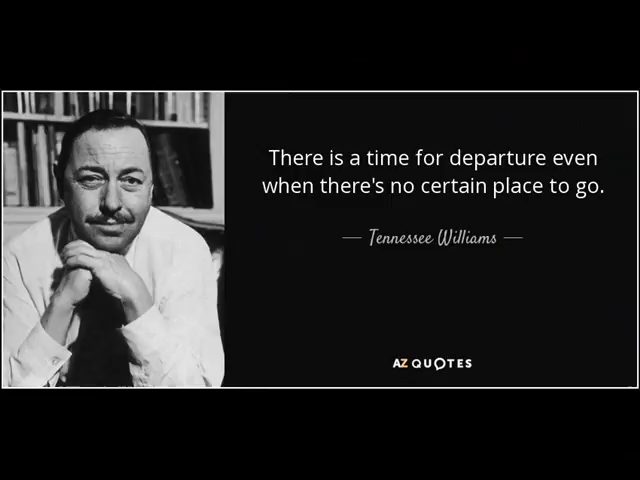 There is a time for departure even
when there's no certain place to go.
— Tennessee Williams —
AZ QUOTES